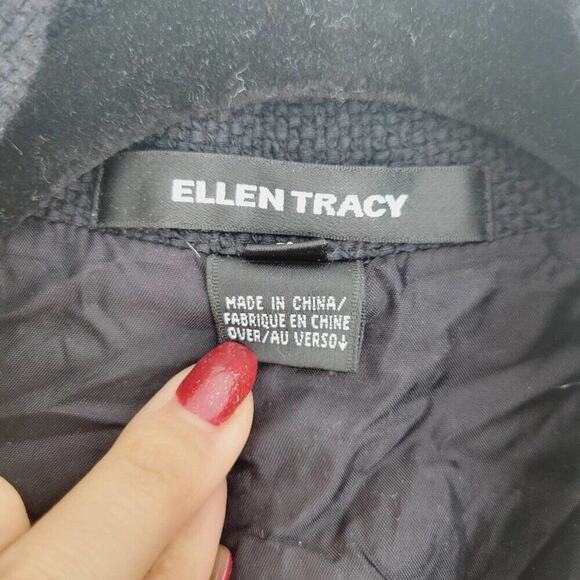 ELLEN TRACY
MADE IN CHINA/
FABRIQUE EN CHINE
OVER/AU VERSO↓